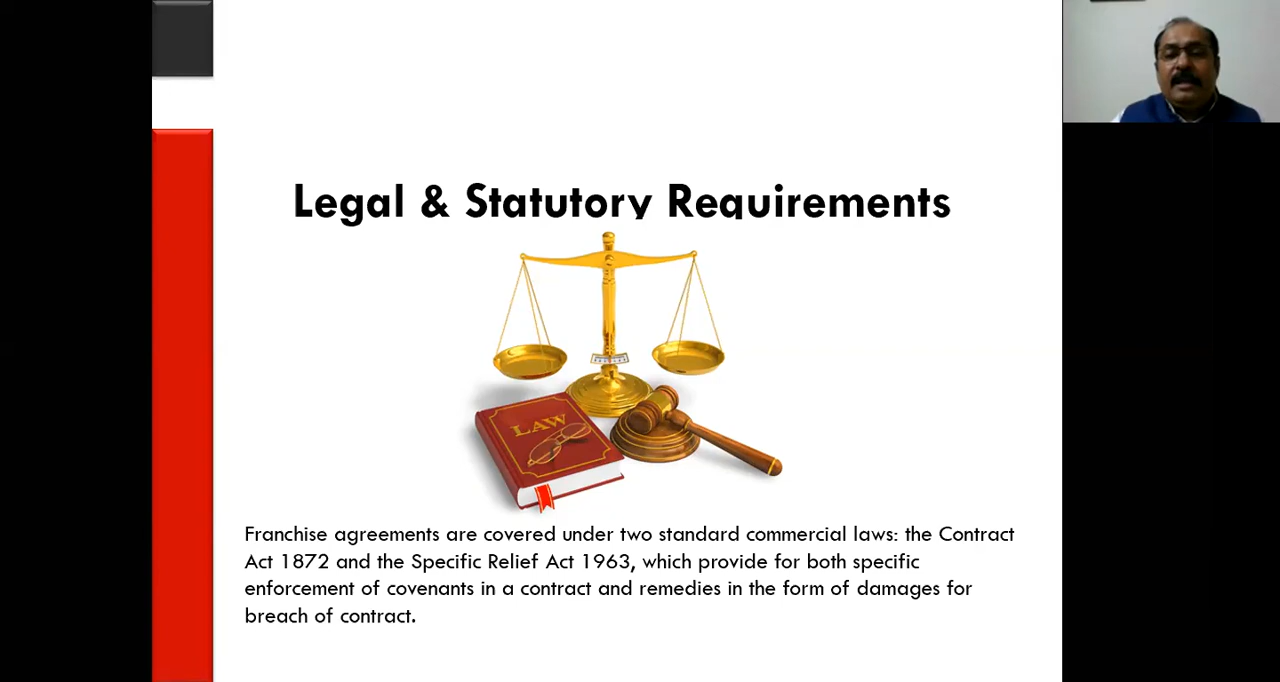 Legal & Statutory Requirements
LAW
Franchise agreements are covered under two standard commercial laws: the Contract
Act 1872 and the Specific Relief Act 1963, which provide for both specific
enforcement of covenants in a contract and remedies in the form of damages for
breach of contract.